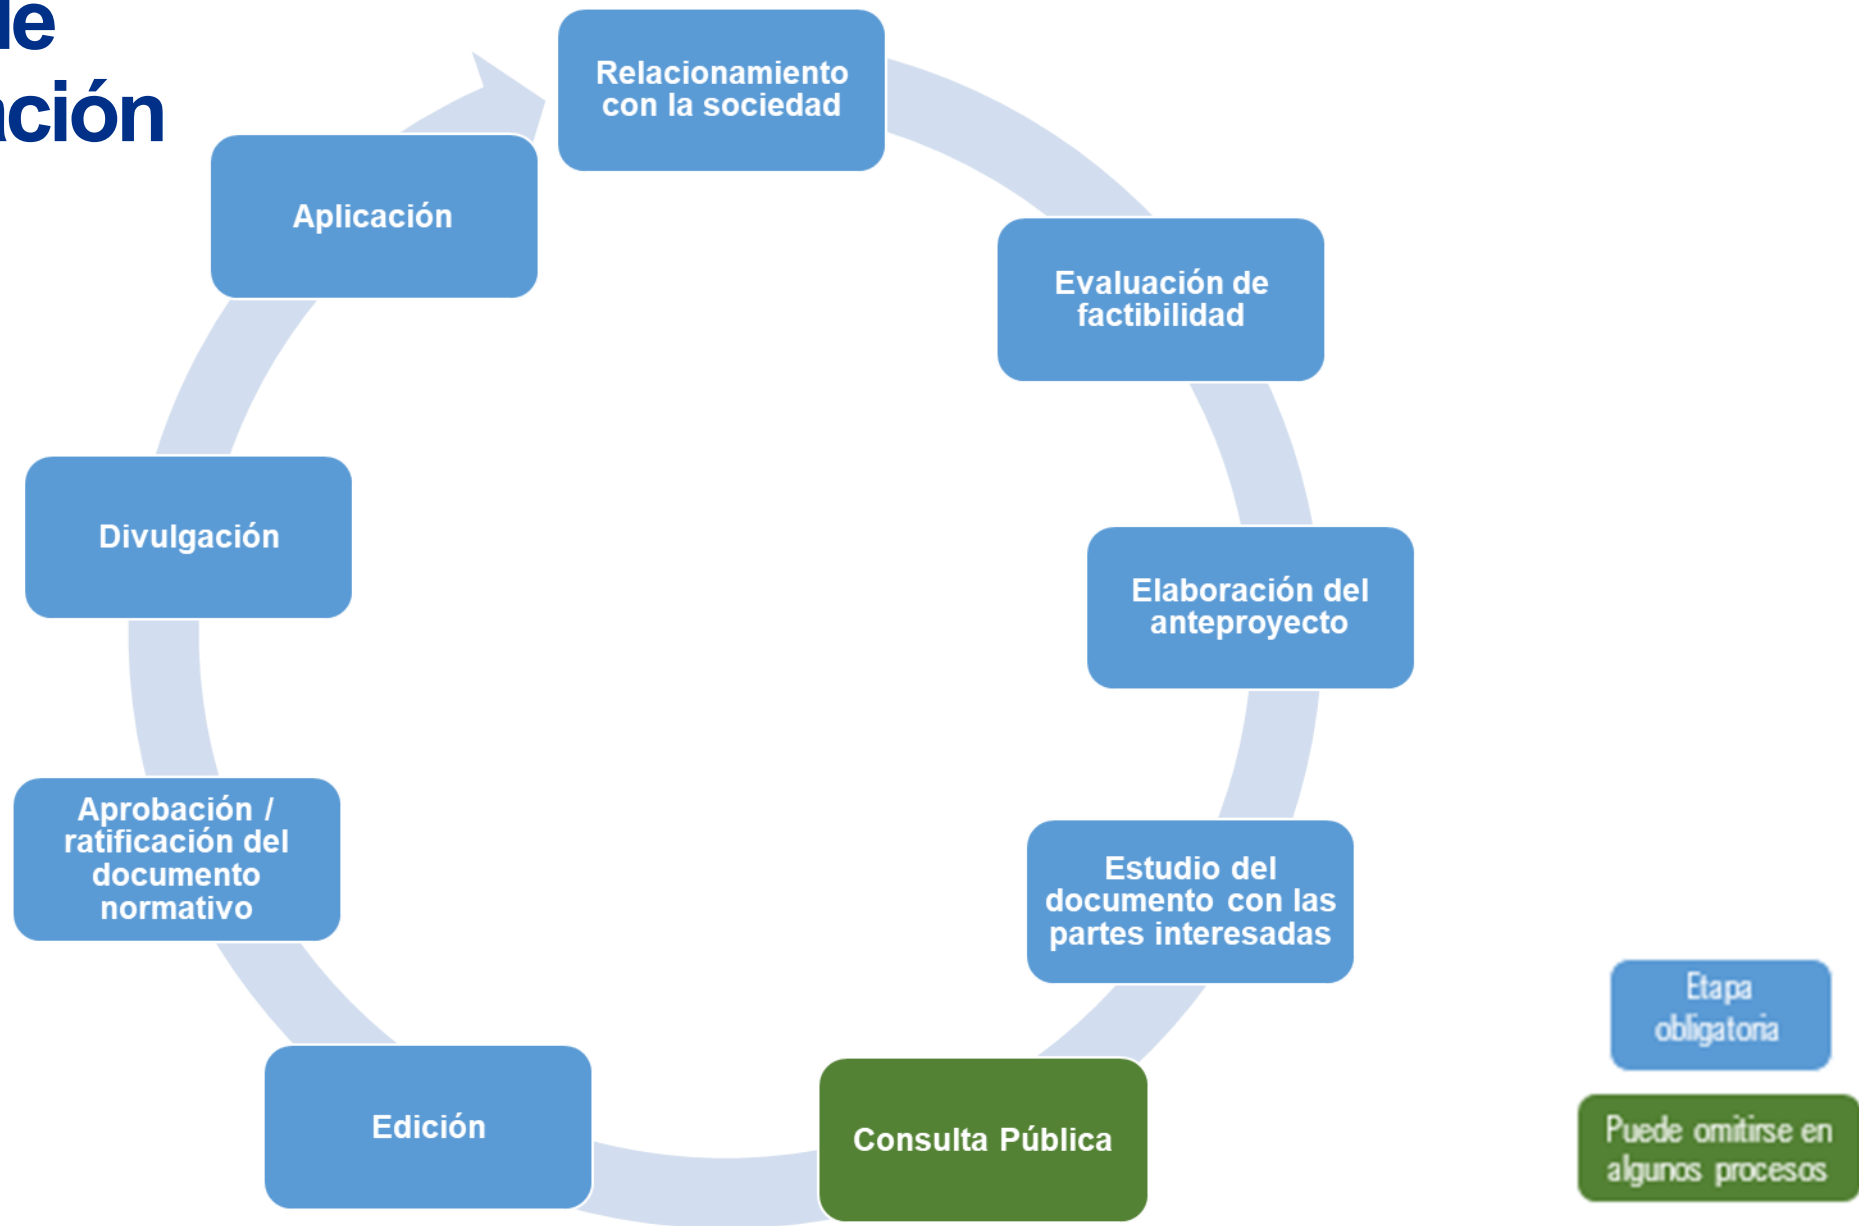 de
ación
Relacionamiento
con la sociedad
Evaluación de
factibilidad
Elaboración del
anteproyecto
Estudio del
documento con las
partes interesadas
Consulta Pública
Edición
Aprobación /
ratificación del
documento
normativo
Divulgación
Aplicación
Etapa
obligatoria
Puede omitirse en
algunos procesos